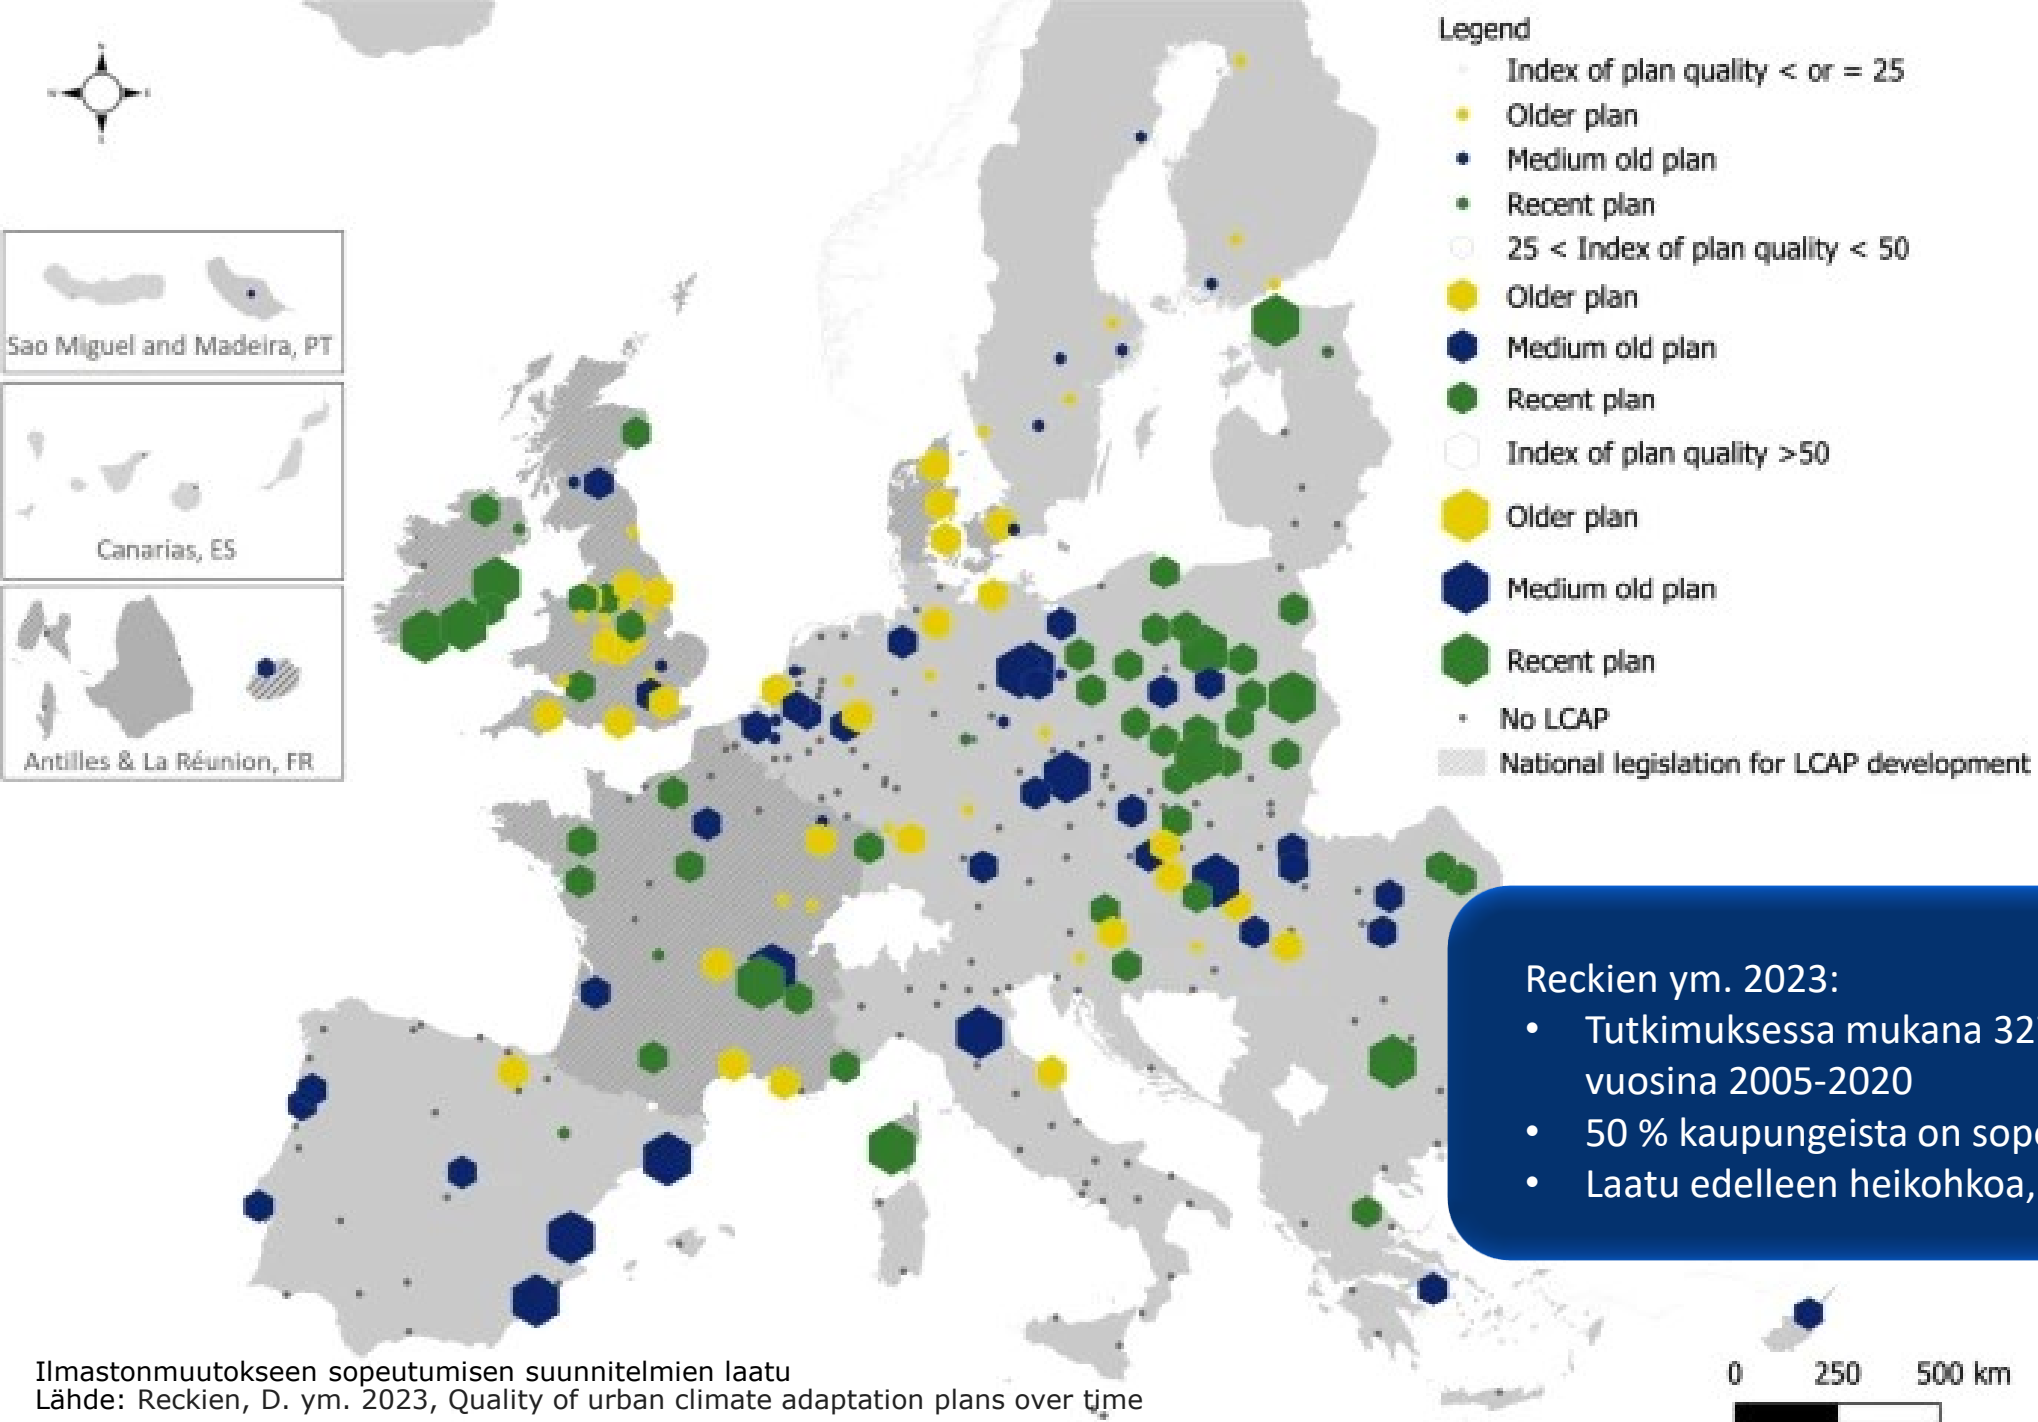 Legend
Index of plan quality < or = 25
Older plan
Medium old plan
Recent plan
25 < Index of plan quality < 50
Older plan
Medium old plan
Recent plan
Index of plan quality >50
Older plan
Medium old plan
Recent plan
No LCAP
National legislation for LCAP development
Sao Miguel and Madeira, PT
Canarias, ES
Antilles & La Réunion, FR
Reckien ym. 2023:
• Tutkimuksessa mukana 32
vuosina 2005-2020
• 50 % kaupungeista on
• Laatu edelleen heikohkoa,
Ilmastonmuutokseen sopeutumisen suunnitelmien laatu
Lähde: Reckien, D. ym. 2023, Quality of urban climate adaptation plans over time
0 250 500 km